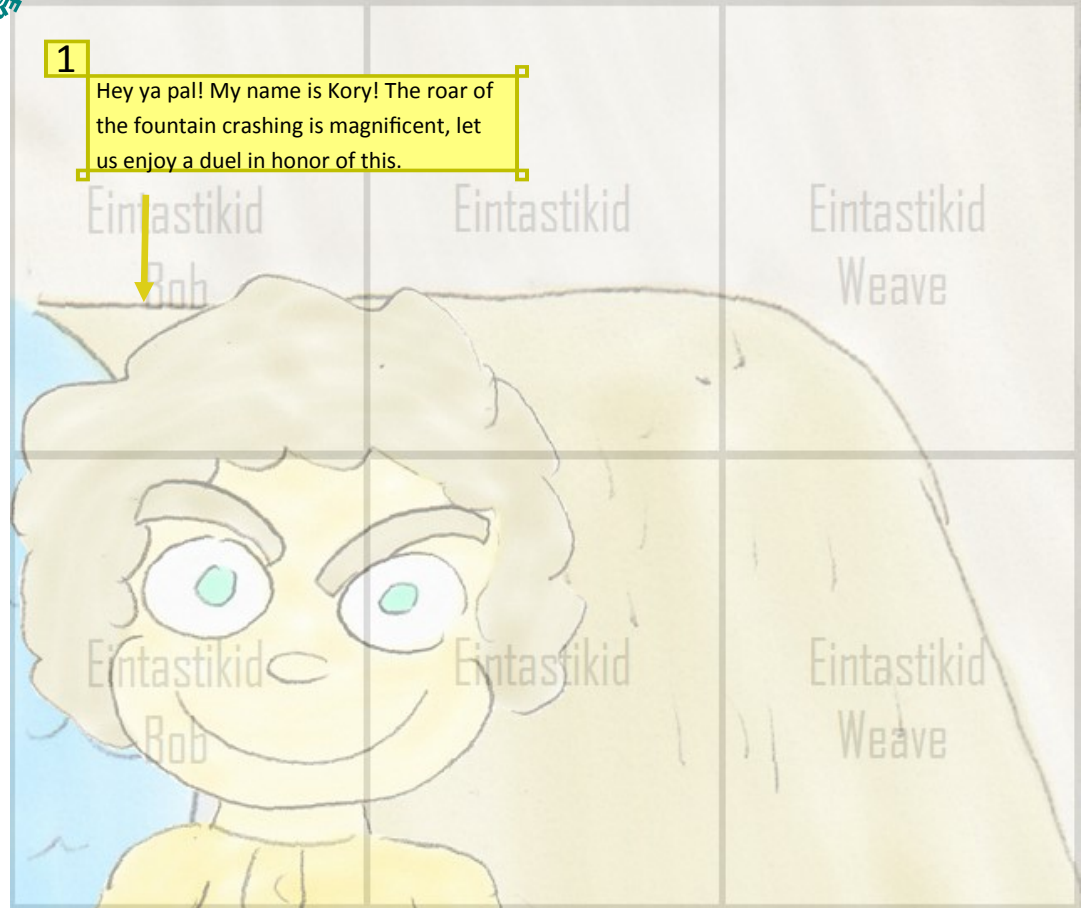 1
Hey ya pal! My name is Kory! The roar of
the fountain crashing is magnificent, let
us enjoy a duel in honor of this.
Eintastikid
Bob
Eintastikid
Eintastikid
Weave
Eintastikid
Bob
Eintastikid
Eintastikid
Weave